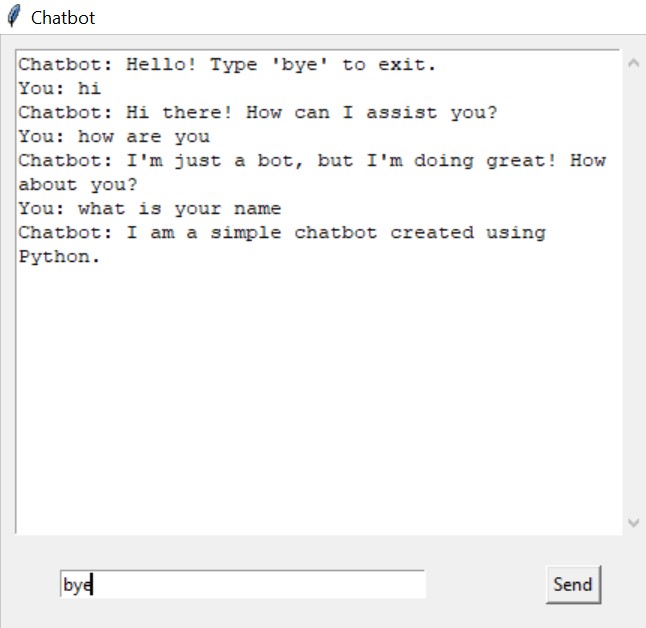 Chatbot
Chatbot: Hello! Type 'bye' to exit.
You: hi
Chatbot: Hi there! How can I assist you?
You: how are you
Chatbot: I'm just a bot, but I'm doing great! How
about you?
You: what is your name
Chatbot: I am a simple chatbot created using
Python.
bye
Send